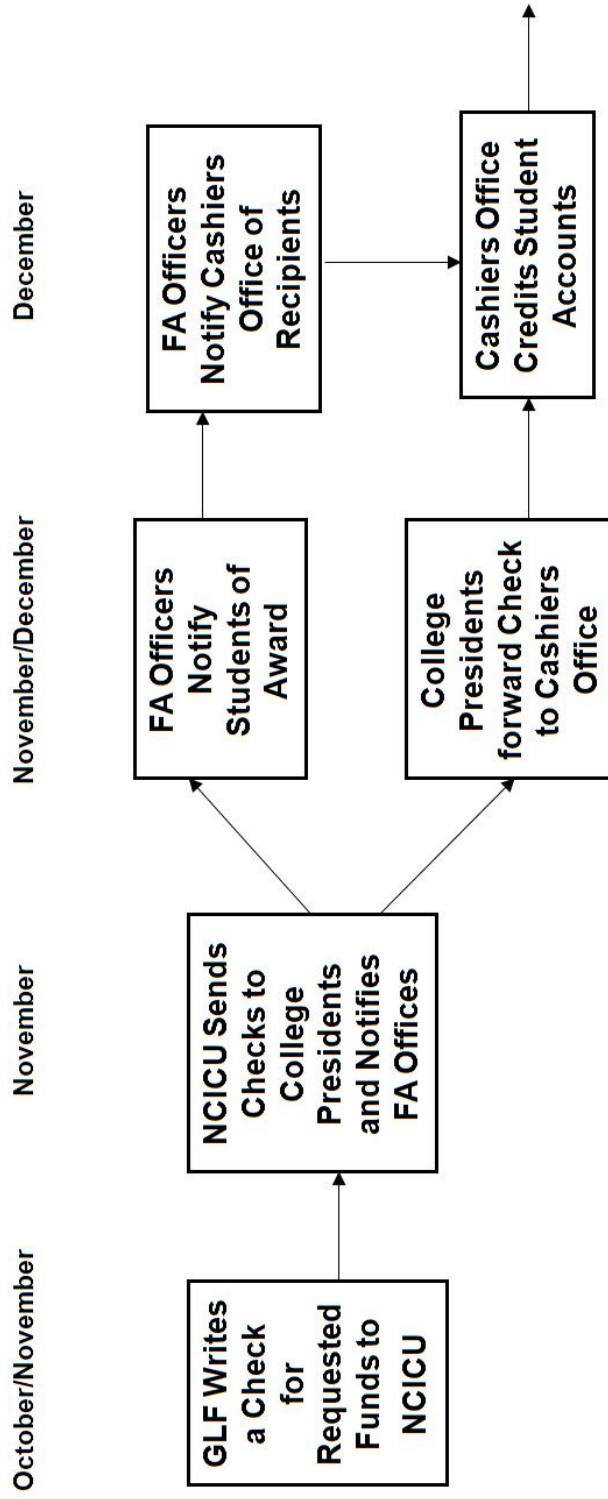 October/November
November
November/December
December
GLF Writes
a Check
for
Requested
Funds to
NCICU
NCICU Sends
Checks to
College
Presidents
and Notifies
FA Offices
FA Officers
Notify
Students of
Award
College
Presidents
forward Check
to Cashiers
Office
FA Officers
Notify Cashiers
Office of
Recipients
Cashiers Office
Credits Student
Accounts